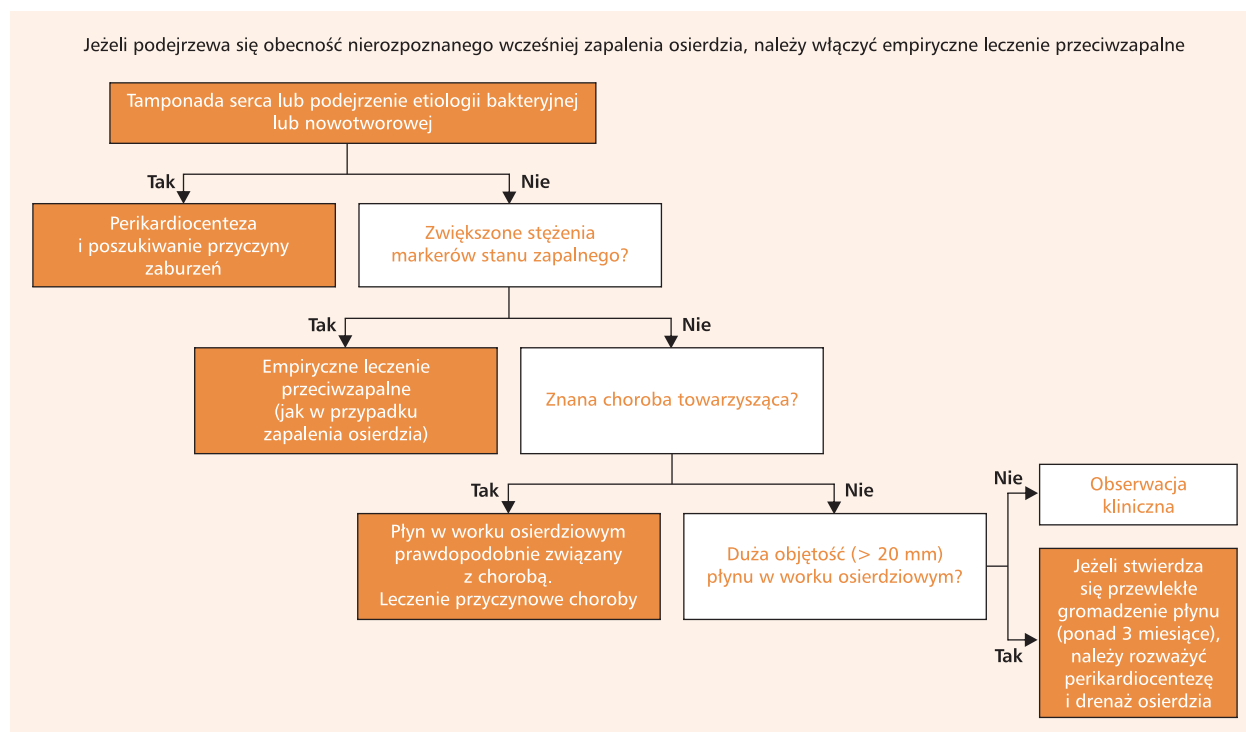 Jeżeli podejrzewa się obecność nierozpoznanego wcześniej zapalenia osierdzia, należy włączyć empiryczne leczenie przeciwzapalne
Tamponada serca lub podejrzenie etiologii bakteryjnej
lub nowotworowej
Tak
Nie
Perikardiocenteza
i poszukiwanie przyczyny
zaburzeń
Zwiększone stężenia
markerów stanu zapalnego?
Tak
Nie
Empiryczne leczenie
przeciwzapalne
(jak w przypadku
zapalenia osierdzia)
Znana choroba towarzysząca?
Tak
Nie
Płyn w worku osierdziowym
prawdopodobnie związany
z chorobą.
Leczenie przyczynowe choroby
Duża objętość (> 20 mm)
płynu w worku osierdziowym?
Nie
Obserwacja
kliniczna
Tak
Jeżeli stwierdza
się przewlekłe
gromadzenie płynu
(ponad 3 miesiące),
należy rozważyć
perikardiocentezę
i drenaż osierdzia